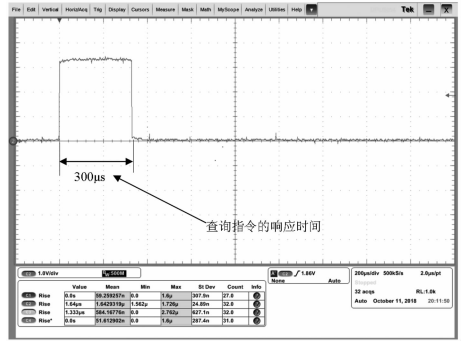 File Edit Vertical Horiz/Acq Trig Display Cursors Measure Mask Math MyScope Analyze Utilities Help Tek
300μs
查询指令的响应时间
1.0V/div 500M 1.86V 200μs/div 500kS/s 2.0μs/pt
None Auto Stopped
32 acqs RL:1.0k
Auto October 11, 2018 20:11:50
Value Mean Min Max St Dev Count Info
Rise 0.0s 59.259257n 0.0 1.6μ 307.9n 27.0
Rise 1.64μs 1.6429319μ 1.562μ 1.726μ 24.89n 32.0
Rise 1.333μs 564.16776n 0.0 2.762μ 627.1n 32.0
Rise* 0.0s 51.612902n 0.0 1.6μ 287.4n 31.0